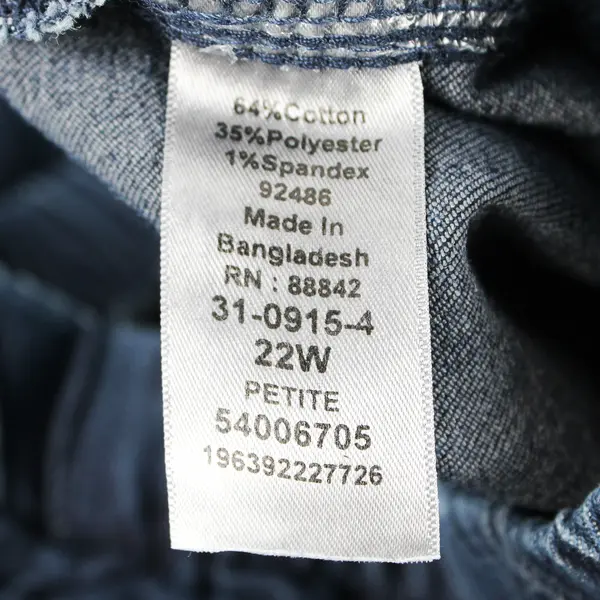 64%Cotton
35%Polyester
1%Spandex
92486
Made In
Bangladesh
RN : 88842
31-0915-4
22W
PETITE
54006705
196392227726